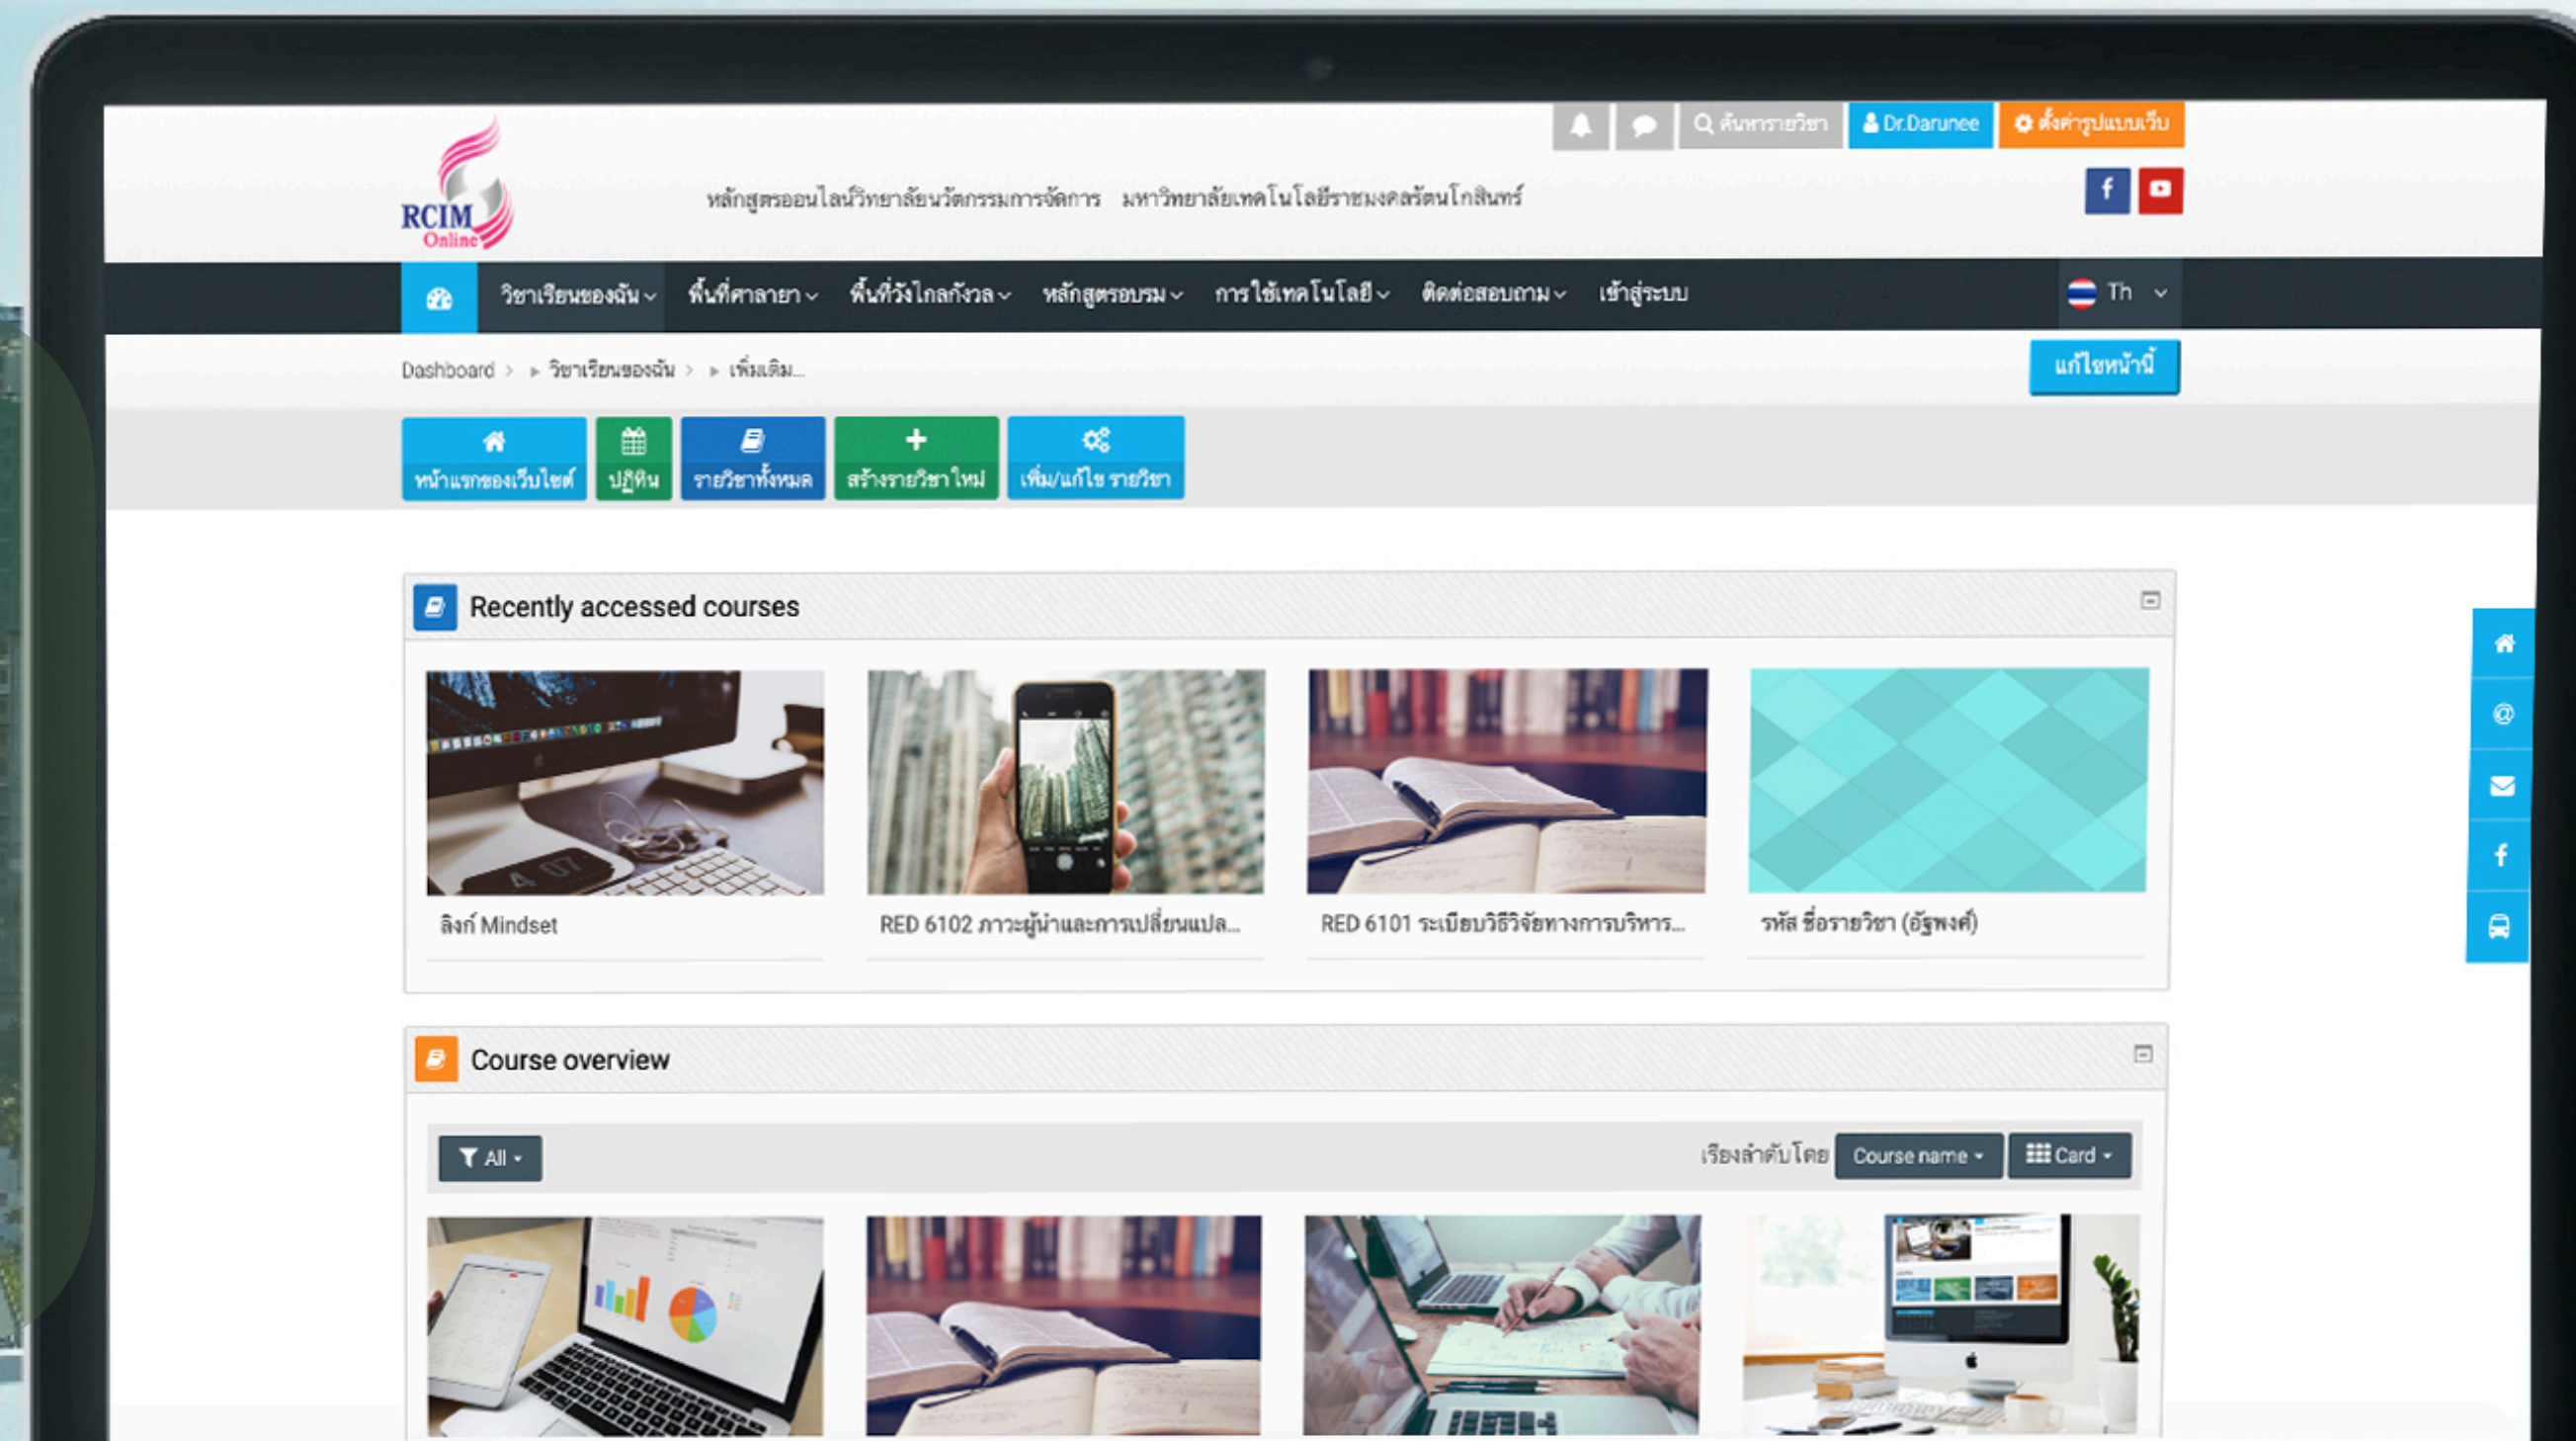 ค้นหารายวิชา
Dr.Darunee
ตั้งค่ารูปแบบเว็บ
RCIM
Online
หลักสูตรออนไลน์วิทยาลัยนวัตกรรมการจัดการ มหาวิทยาลัยเทคโนโลยีราชมงคลรัตนโกสินทร์
วิชาเรียนของฉัน พื้นที่ศาลายา พื้นที่วังไกลกังวล หลักสูตรอบรม การใช้เทคโนโลยี ติดต่อสอบถาม เข้าสู่ระบบ Th
Dashboard > ▸ วิชาเรียนของฉัน > ▸ เพิ่มเติม...
แก้ไขหน้านี้
หน้าแรกของเว็บไซต์ ปฏิทิน รายวิชาทั้งหมด สร้างรายวิชาใหม่ เพิ่ม/แก้ไข รายวิชา
Recently accessed courses
ลิงก์ Mindset
RED 6102 ภาวะผู้นำและการเปลี่ยนแปล...
RED 6101 ระเบียบวิธีวิจัยทางการบริหาร...
รหัส ชื่อรายวิชา (อัฐพงศ์)
Course overview
All
เรียงลำดับโดย Course name Card